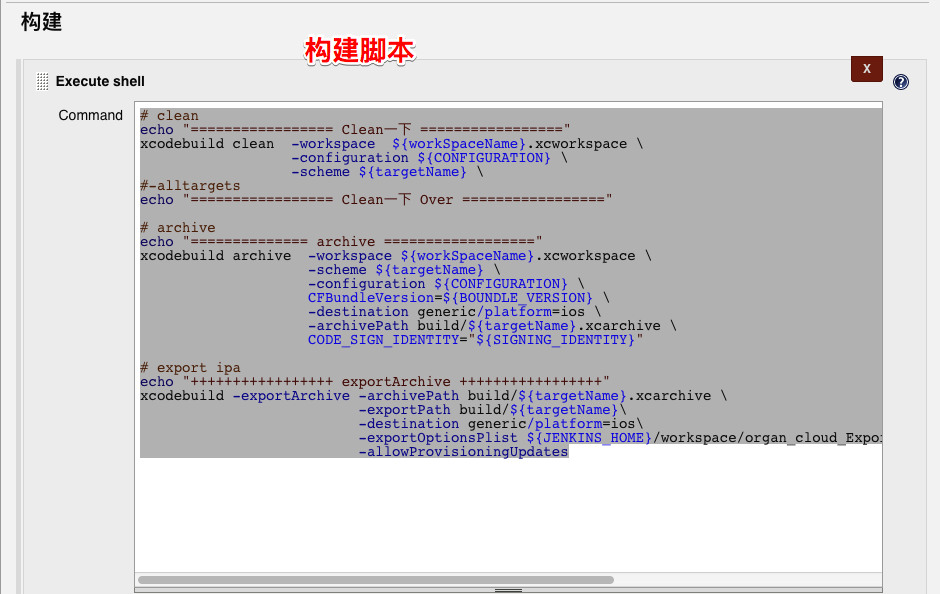 构建
构建脚本
X
Execute shell
?
Command
# clean
echo "================= Clean一下 ================="
xcodebuild clean  -workspace  ${workSpaceName}.xcworkspace \
-configuration ${CONFIGURATION} \
-scheme ${targetName} \
#-alltargets
echo "================= Clean一下 Over ================="
# archive
echo "============== archive =================="
xcodebuild archive  -workspace ${workSpaceName}.xcworkspace \
-scheme ${targetName} \
-configuration ${CONFIGURATION} \
CFBundleVersion=${BOUNDLE_VERSION} \
-destination generic/platform=ios \
-archivePath build/${targetName}.xcarchive \
CODE_SIGN_IDENTITY="${SIGNING_IDENTITY}"
# export ipa
echo "+++++++++++++++++ exportArchive +++++++++++++++++"
xcodebuild -exportArchive -archivePath build/${targetName}.xcarchive \
-exportPath build/${targetName}\
-destination generic/platform=ios\
-exportOptionsPlist ${JENKINS_HOME}/workspace/organ_cloud_Expo
-allowProvisioningUpdates